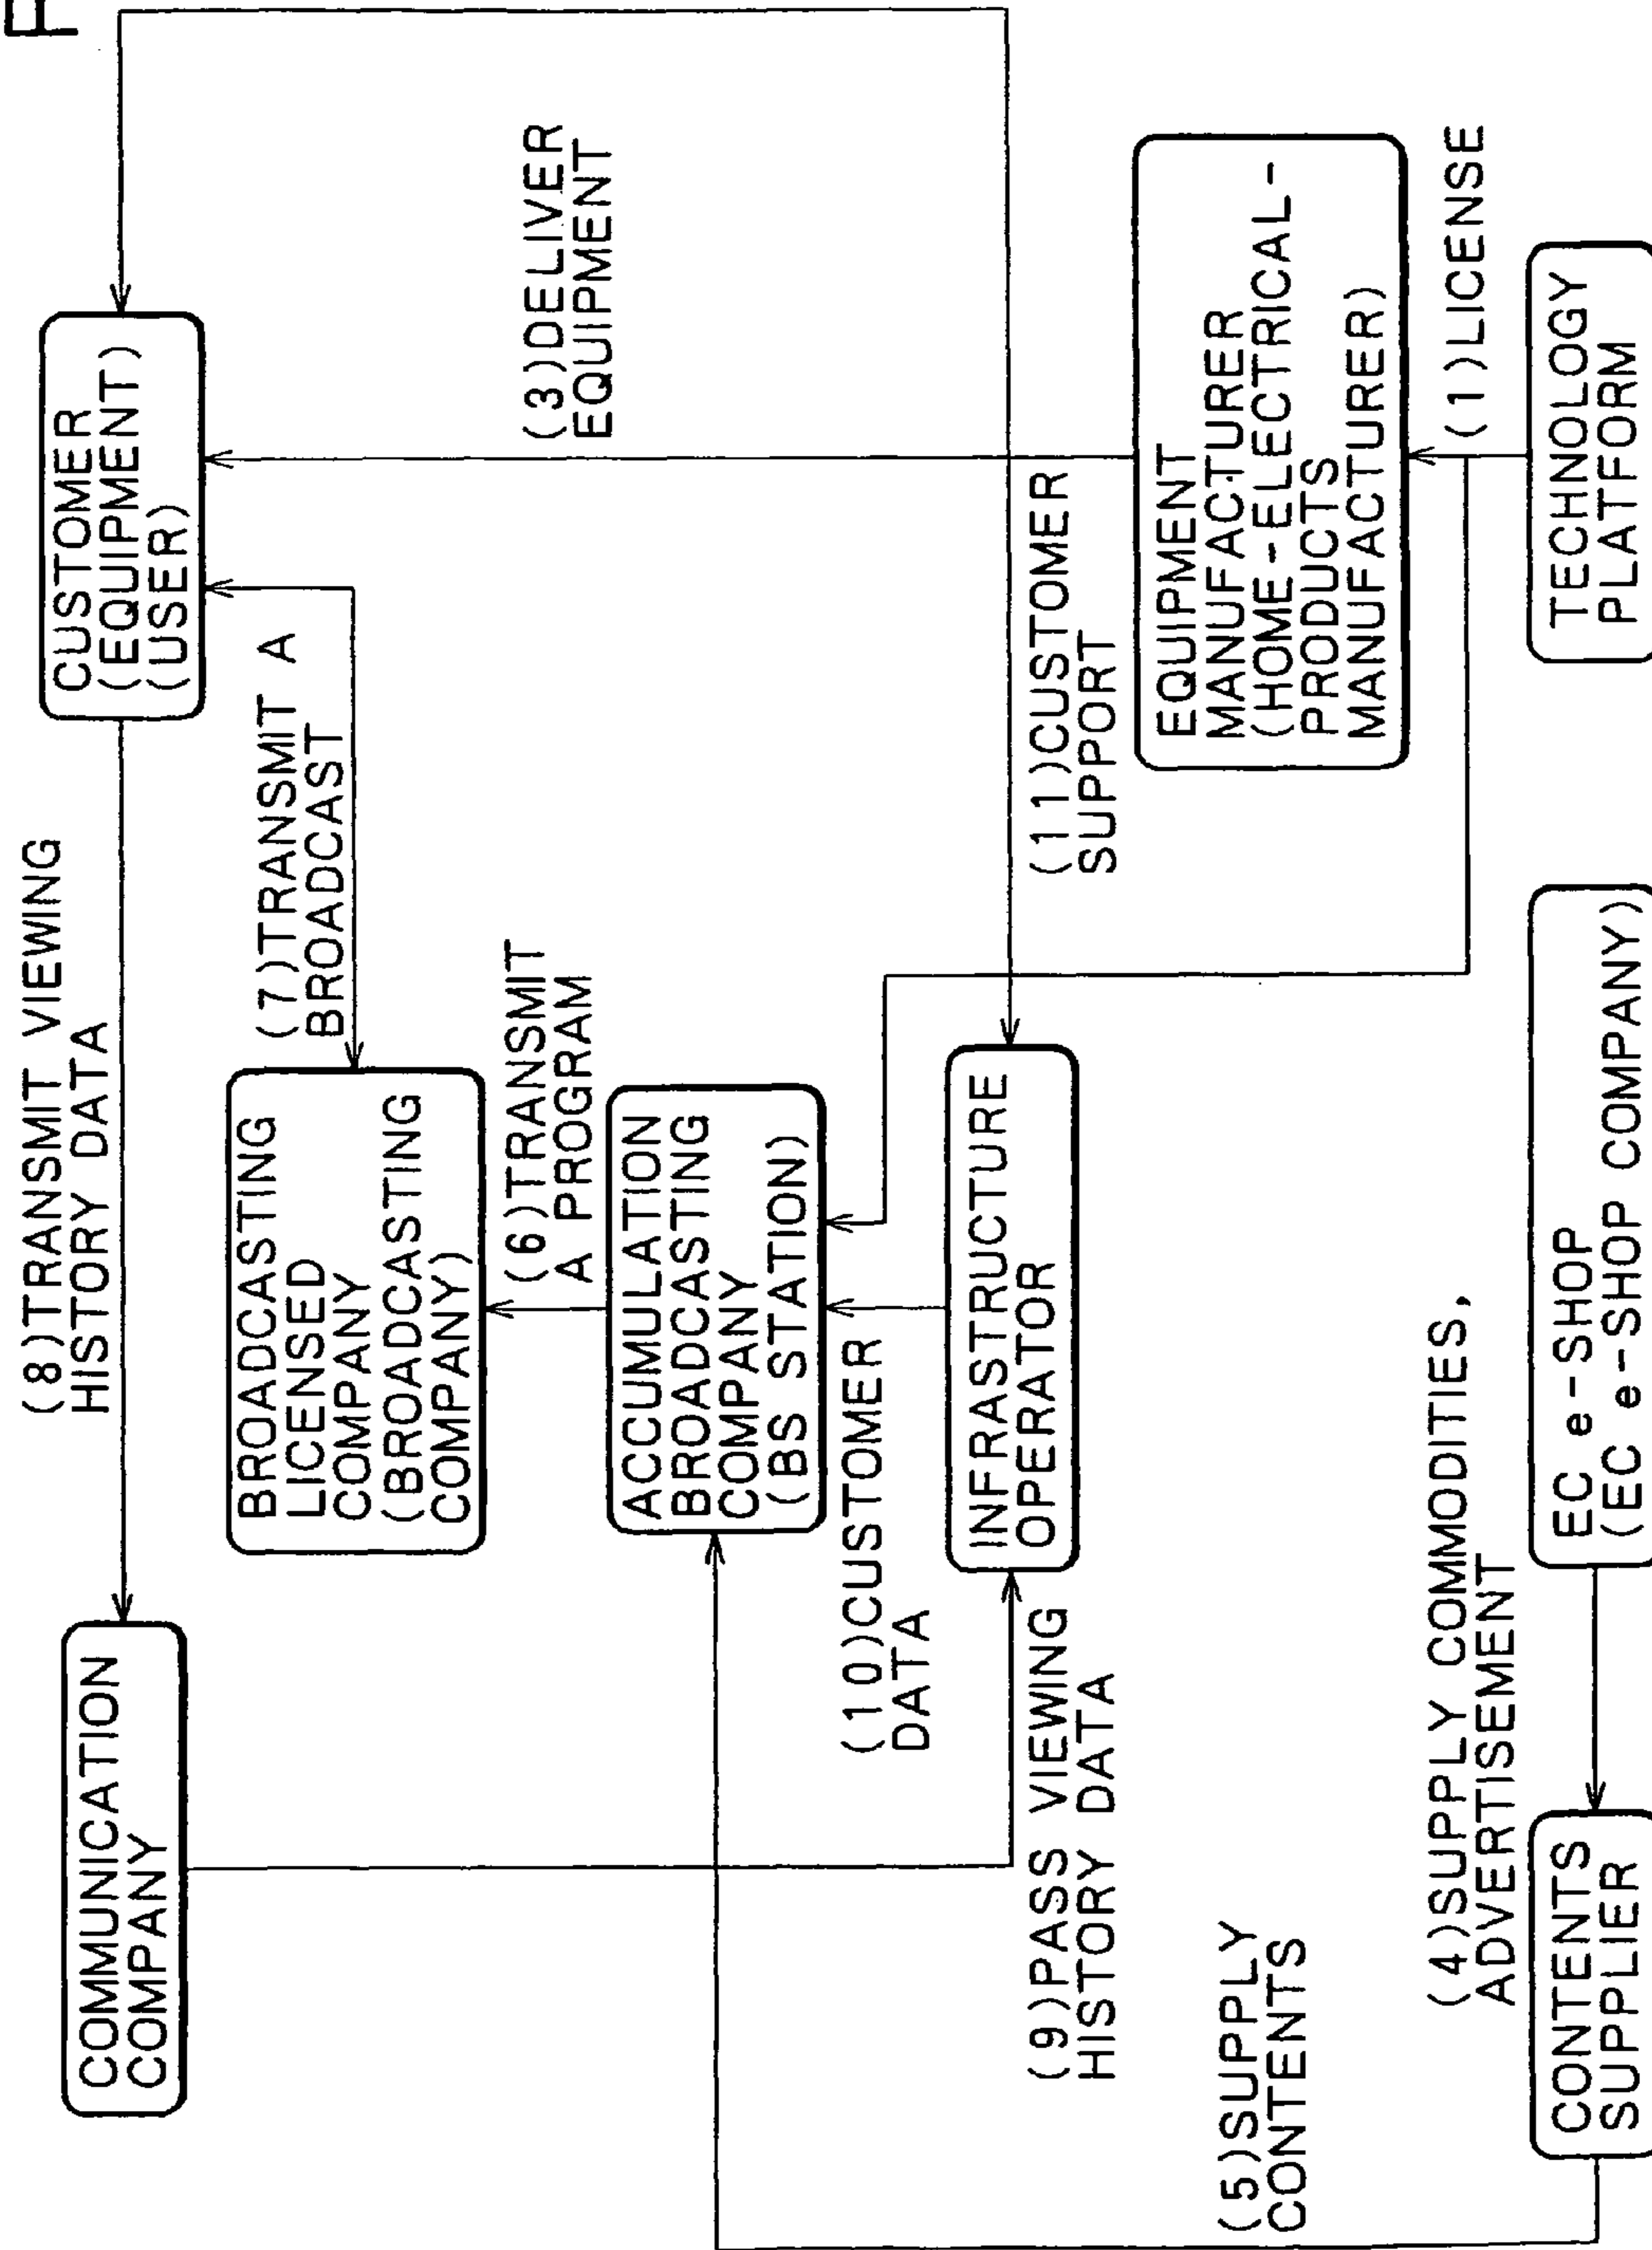 (8)TRANSMIT VIEWING
HISTORY DATA
COMMUNICATION
COMPANY
CUSTOMER
(EQUIPMENT)
(USER)
(7)TRANSMIT A
BROADCAST
BROADCASTING
LICENSED
COMPANY
(BROADCASTING
COMPANY)
(3)DELIVER
EQUIPMENT
(6)TRANSMIT
A PROGRAM
ACCUMULATION
BROADCASTING
COMPANY
(BS STATION)
(10)CUSTOMER
DATA
INFRASTRUCTURE
OPERATOR
(11)CUSTOMER
SUPPORT
(9)PASS VIEWING
HISTORY DATA
EQUIPMENT
MANUFACTURER
(HOME-ELECTRICAL-
PRODUCTS
MANUFACTURER)
(5)SUPPLY
CONTENTS
(4)SUPPLY COMMODITIES,
ADVERTISEMENT
(1)LICENSE
CONTENTS
SUPPLIER
EC e-SHOP
(EC e-SHOP COMPANY)
TECHNOLOGY
PLATFORM